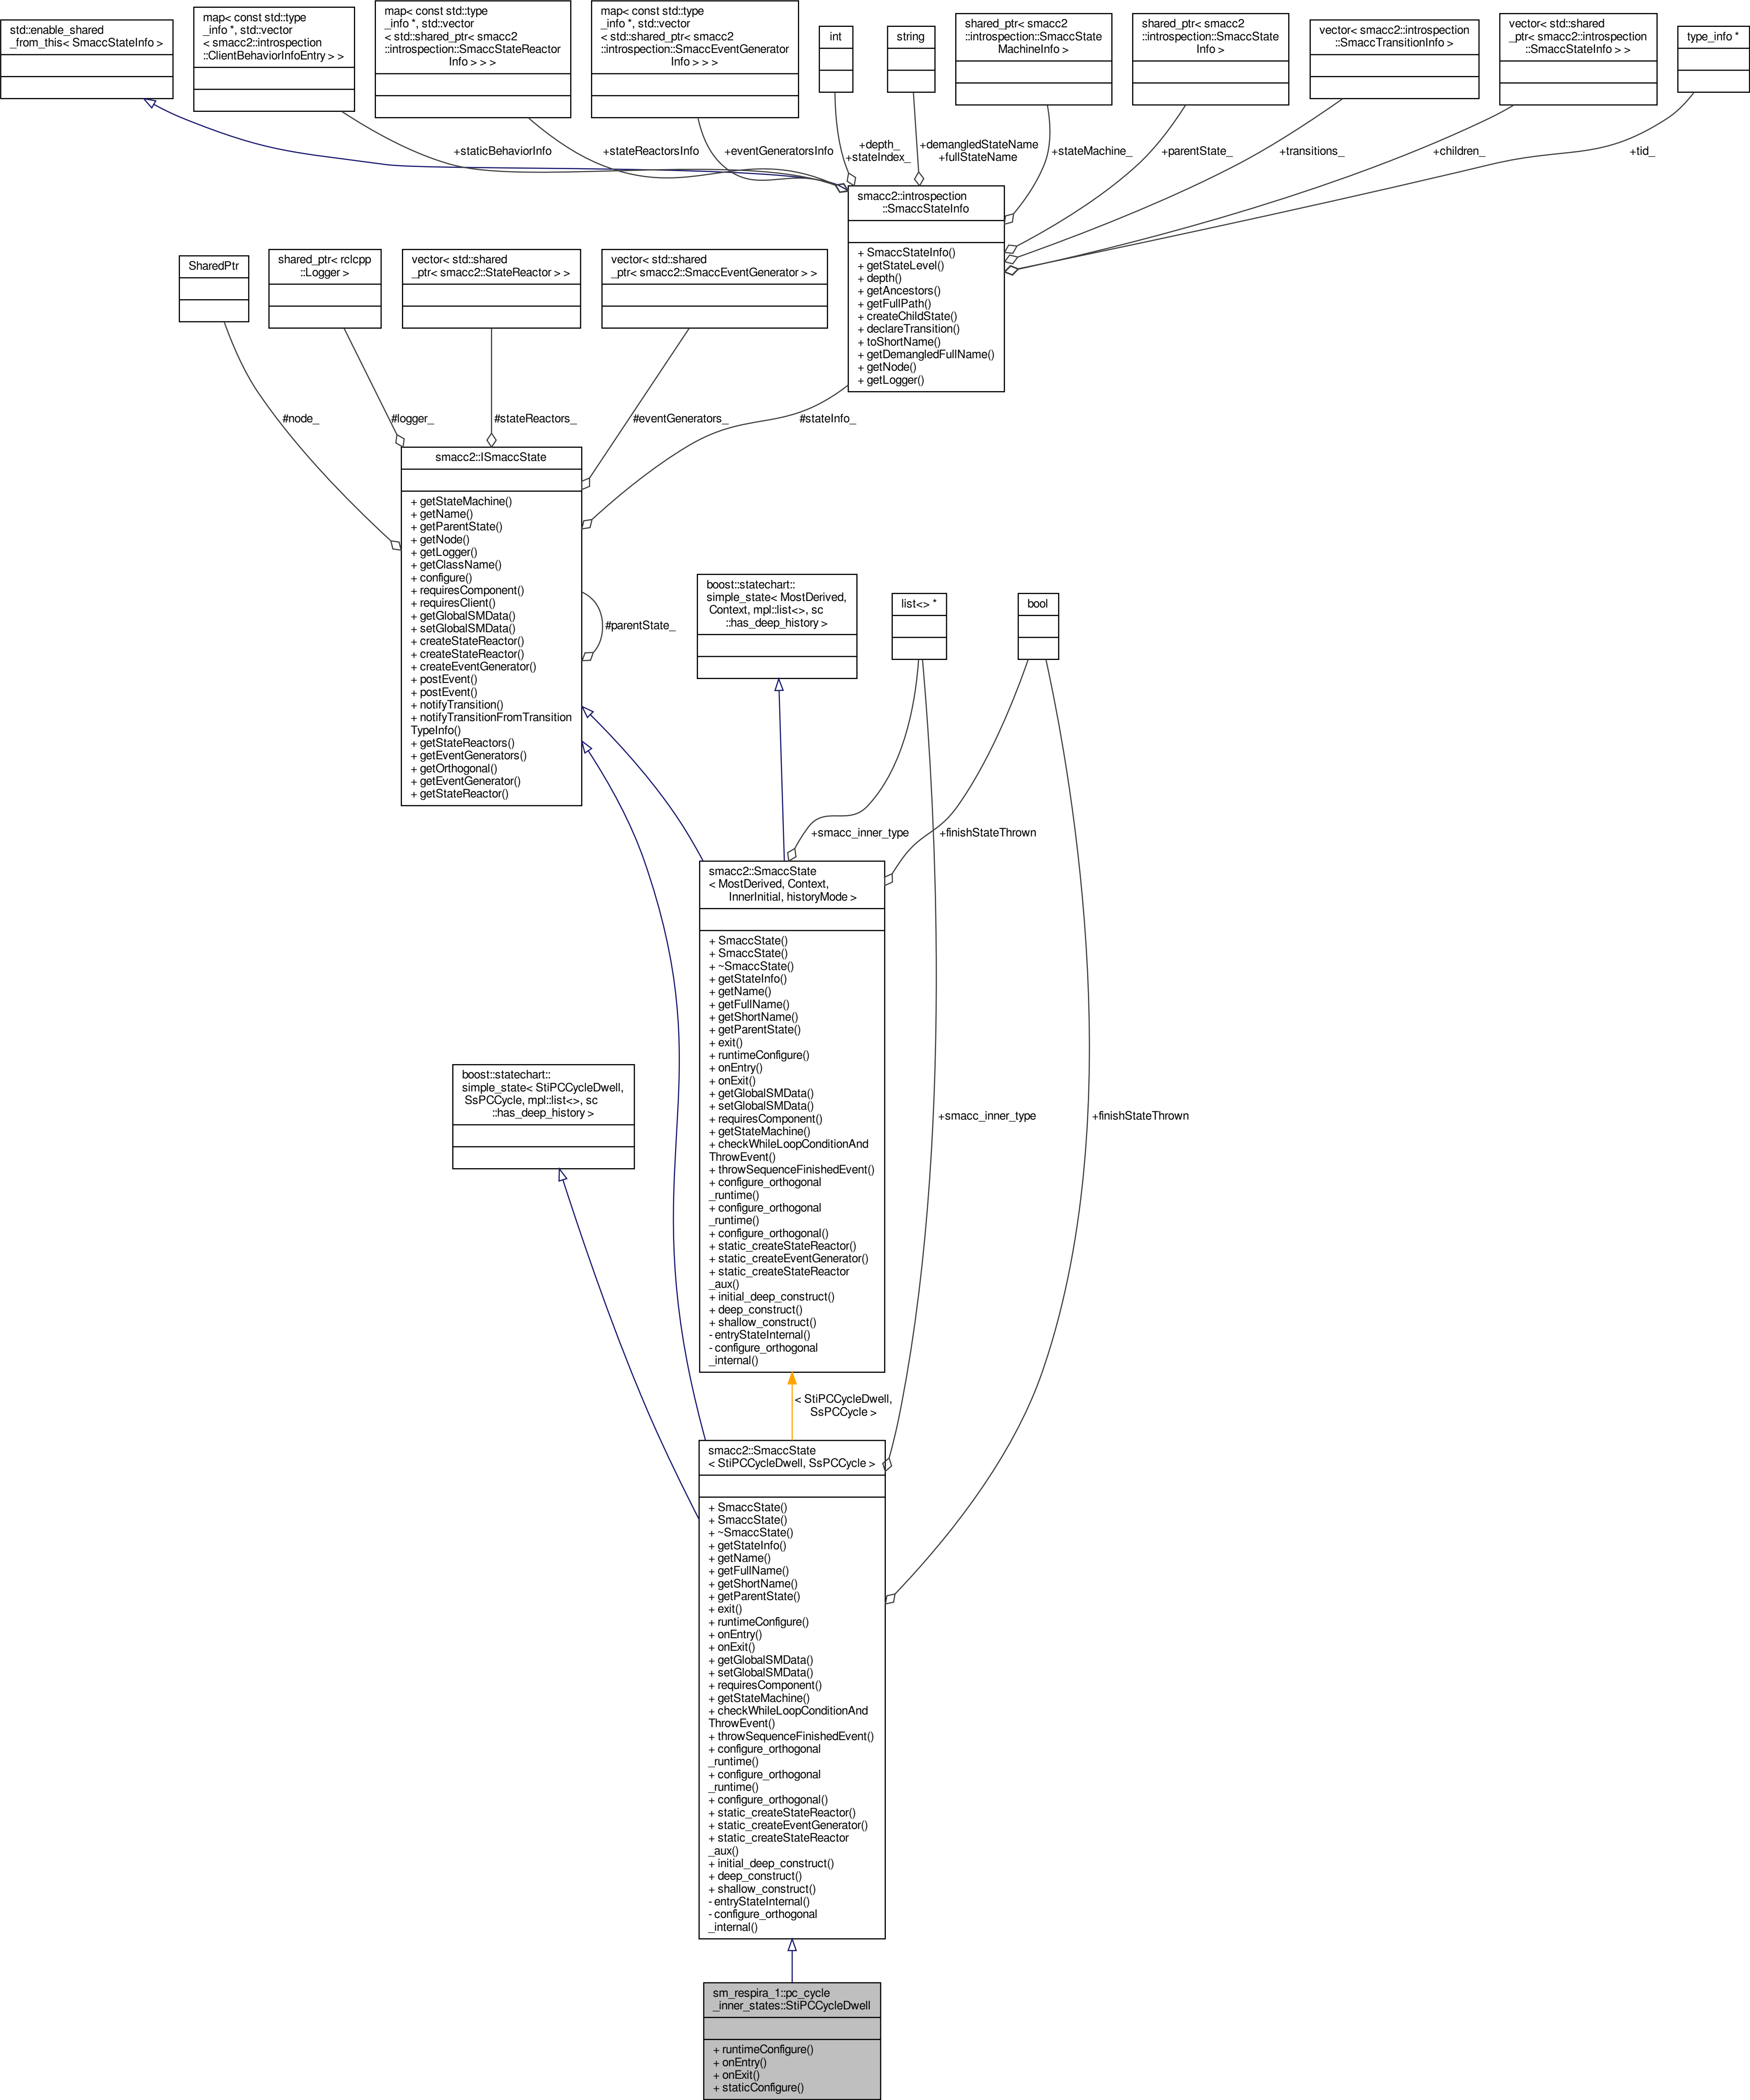 std::enable_shared
_from_this< SmaccStateInfo >
map< const std::type
_info *, std::vector
< smacc2::introspection
::ClientBehaviorInfoEntry > >
map< const std::type
_info *, std::vector
< std::shared_ptr< smacc2
::introspection::SmaccStateReactor
Info > > >
map< const std::type
_info *, std::vector
< std::shared_ptr< smacc2
::introspection::SmaccEventGenerator
Info > > >
int
string
shared_ptr< smacc2
::introspection::SmaccState
MachineInfo >
shared_ptr< smacc2
::introspection::SmaccState
Info >
vector< smacc2::introspection
::SmaccTransitionInfo >
vector< std::shared
_ptr< smacc2::introspection
::SmaccStateInfo > >
type_info *
+staticBehaviorInfo
+stateReactorsInfo
+eventGeneratorsInfo
+depth_
+stateIndex_
+demangledStateName
+fullStateName
+stateMachine_
+parentState_
+transitions_
+children_
+tid_
smacc2::introspection
::SmaccStateInfo
+ SmaccStateInfo()
+ getStateLevel()
+ depth()
+ getAncestors()
+ getFullPath()
+ createChildState()
+ declareTransition()
+ toShortName()
+ getDemangledFullName()
+ getNode()
+ getLogger()
SharedPtr
shared_ptr< rclcpp
::Logger >
vector< std::shared
_ptr< smacc2::StateReactor > >
vector< std::shared
_ptr< smacc2::SmaccEventGenerator > >
#node_
#logger_
#stateReactors_
#eventGenerators_
#stateInfo_
smacc2::ISmaccState
+ getStateMachine()
+ getName()
+ getParentState()
+ getNode()
+ getLogger()
+ getClassName()
+ configure()
+ requiresComponent()
+ requiresClient()
+ getGlobalSMData()
+ setGlobalSMData()
+ createStateReactor()
+ createStateReactor()
+ createEventGenerator()
+ postEvent()
+ postEvent()
+ notifyTransition()
+ notifyTransitionFromTransition
TypeInfo()
+ getStateReactors()
+ getEventGenerators()
+ getOrthogonal()
+ getEventGenerator()
+ getStateReactor()
#parentState_
boost::statechart::
simple_state< MostDerived,
Context, mpl::list<>, sc
::has_deep_history >
list<> *
bool
+smacc_inner_type
+finishStateThrown
smacc2::SmaccState
< MostDerived, Context,
InnerInitial, historyMode >
+ SmaccState()
+ SmaccState()
+ ~SmaccState()
+ getStateInfo()
+ getName()
+ getFullName()
+ getShortName()
+ getParentState()
+ exit()
+ runtimeConfigure()
+ onEntry()
+ onExit()
+ getGlobalSMData()
+ setGlobalSMData()
+ requiresComponent()
+ getStateMachine()
+ checkWhileLoopConditionAnd
ThrowEvent()
+ throwSequenceFinishedEvent()
+ configure_orthogonal
_runtime()
+ configure_orthogonal
_runtime()
+ configure_orthogonal()
+ static_createStateReactor()
+ static_createEventGenerator()
+ static_createStateReactor
_aux()
+ initial_deep_construct()
+ deep_construct()
+ shallow_construct()
- entryStateInternal()
- configure_orthogonal
_internal()
boost::statechart::
simple_state< StiPCCycleDwell,
SsPCCycle, mpl::list<>, sc
::has_deep_history >
+smacc_inner_type
+finishStateThrown
< StiPCCycleDwell,
SsPCCycle >
smacc2::SmaccState
< StiPCCycleDwell, SsPCCycle >
+ SmaccState()
+ SmaccState()
+ ~SmaccState()
+ getStateInfo()
+ getName()
+ getFullName()
+ getShortName()
+ getParentState()
+ exit()
+ runtimeConfigure()
+ onEntry()
+ onExit()
+ getGlobalSMData()
+ setGlobalSMData()
+ requiresComponent()
+ getStateMachine()
+ checkWhileLoopConditionAnd
ThrowEvent()
+ throwSequenceFinishedEvent()
+ configure_orthogonal
_runtime()
+ configure_orthogonal
_runtime()
+ configure_orthogonal()
+ static_createStateReactor()
+ static_createEventGenerator()
+ static_createStateReactor
_aux()
+ initial_deep_construct()
+ deep_construct()
+ shallow_construct()
- entryStateInternal()
- configure_orthogonal
_internal()
sm_respira_1::pc_cycle
_inner_states::StiPCCycleDwell
+ runtimeConfigure()
+ onEntry()
+ onExit()
+ staticConfigure()